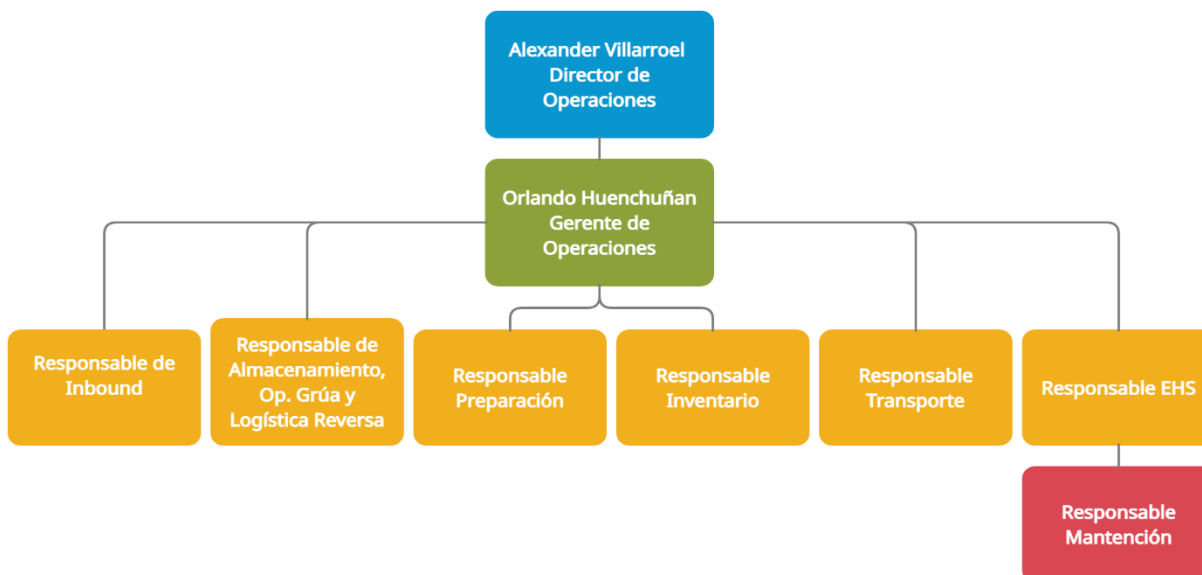 Alexander Villarroel
Director de
Operaciones
Orlando Huenchuñan
Gerente de
Operaciones
Responsable de
Inbound
Responsable de
Almacenamiento,
Op. Grúa y
Logística Reversa
Responsable
Preparación
Responsable
Inventario
Responsable
Transporte
Responsable EHS
Responsable
Mantención